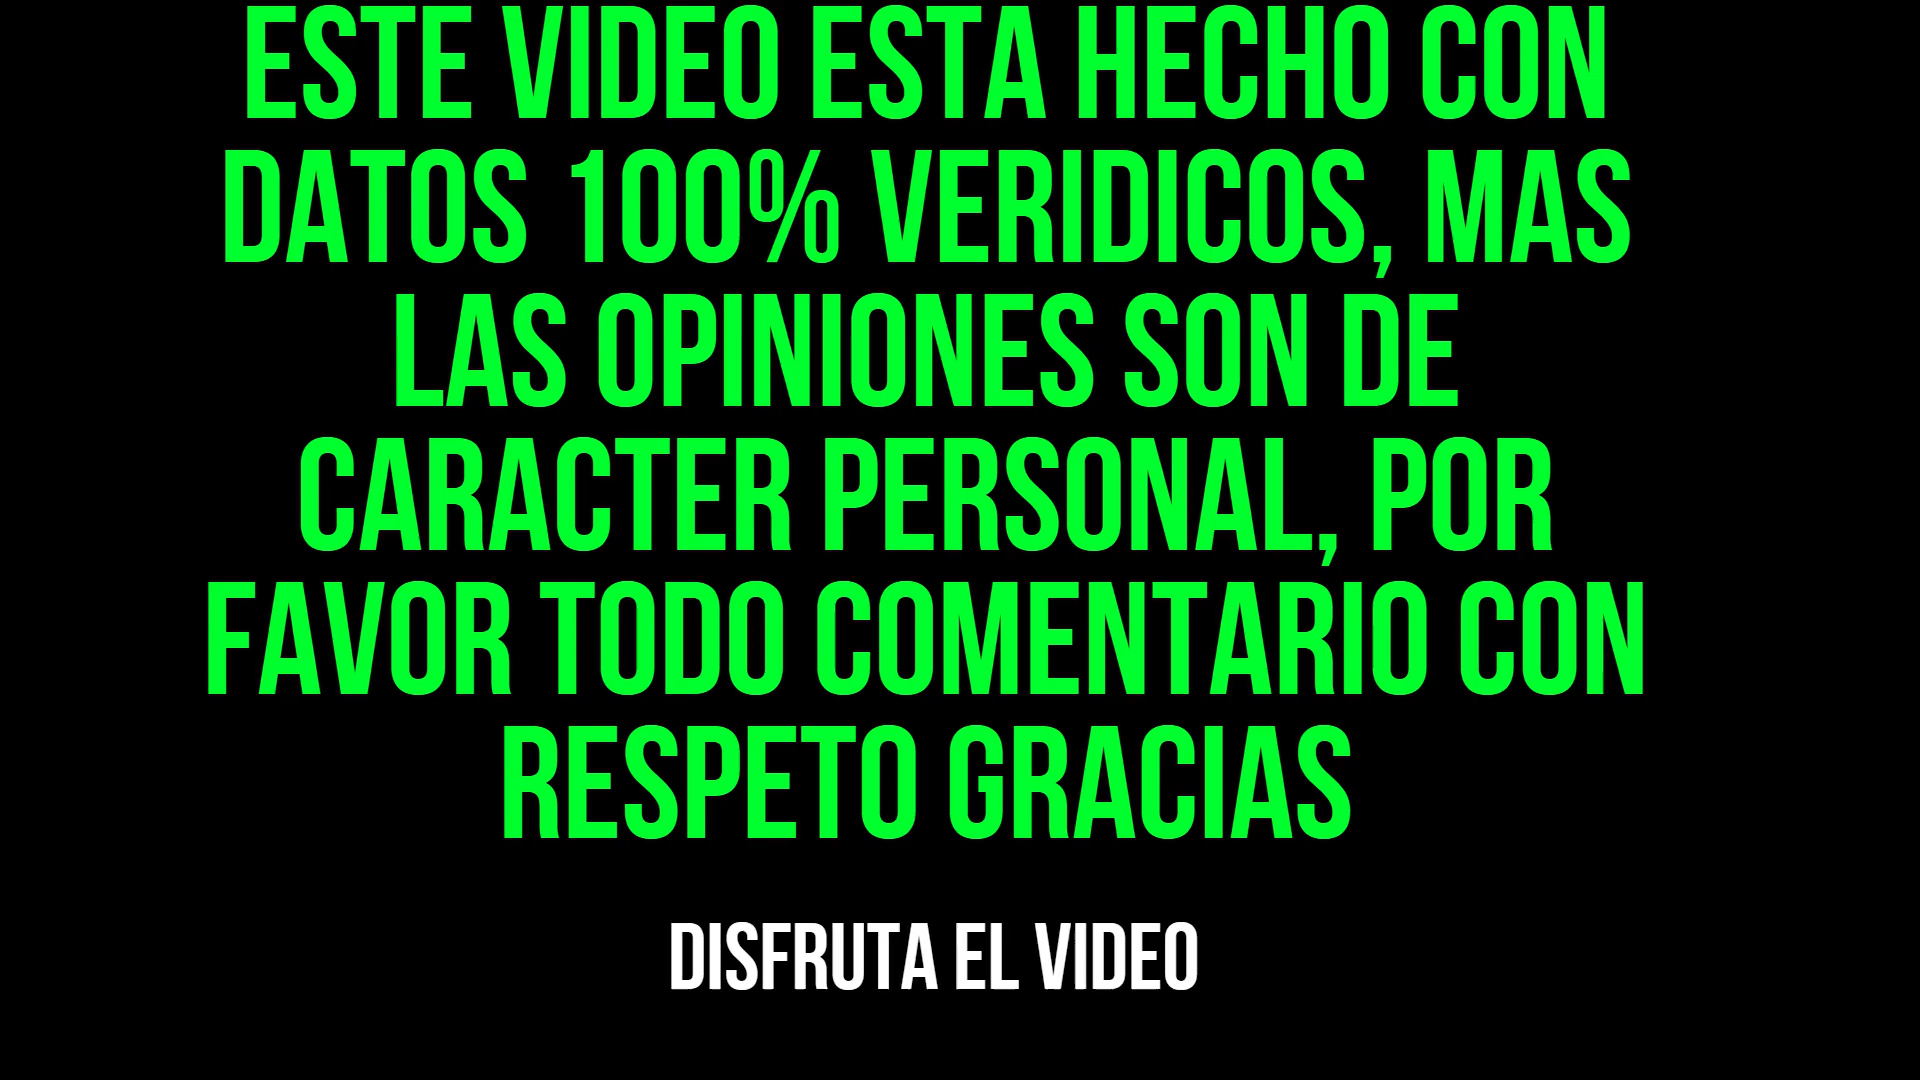 ESTE VIDEO ESTA HECHO CON
DATOS 100% VERIDICOS, MAS
LAS OPINIONES SON DE
CARACTER PERSONAL, POR
FAVOR TODO COMENTARIO CON
RESPETO GRACIAS
DISFRUTA EL VIDEO